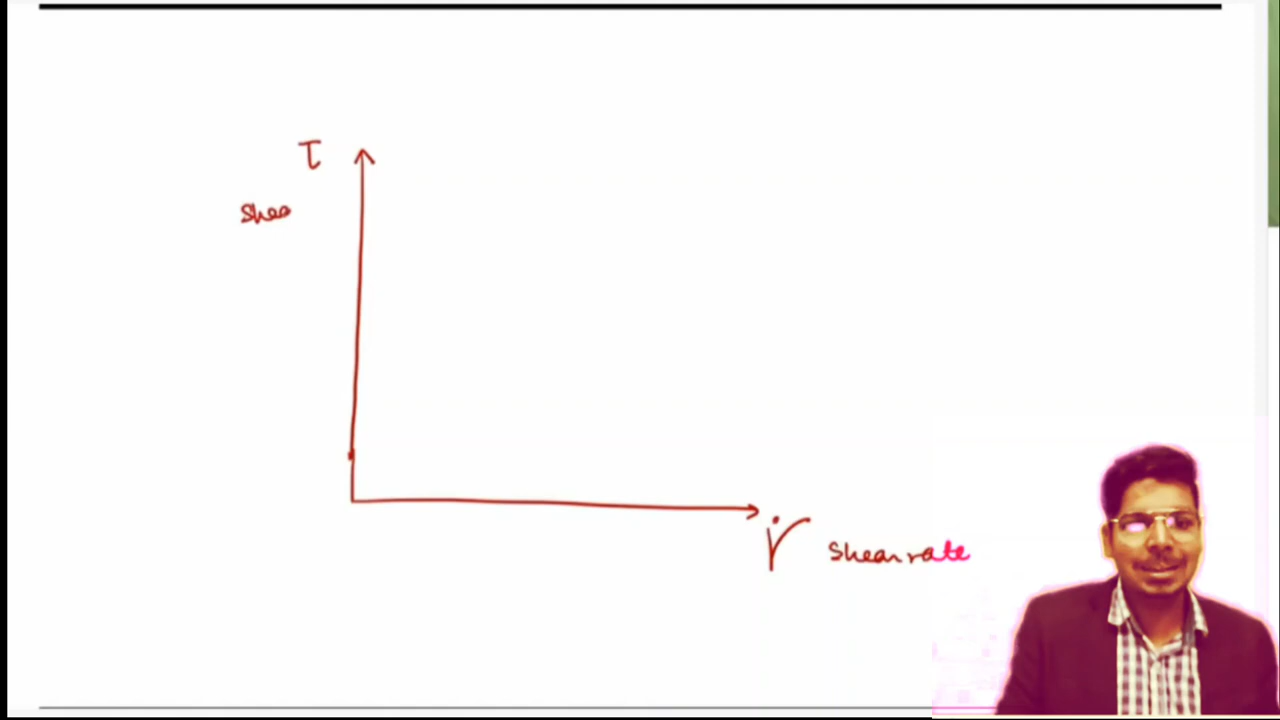 τ
Shea
γ̇ Shear rate